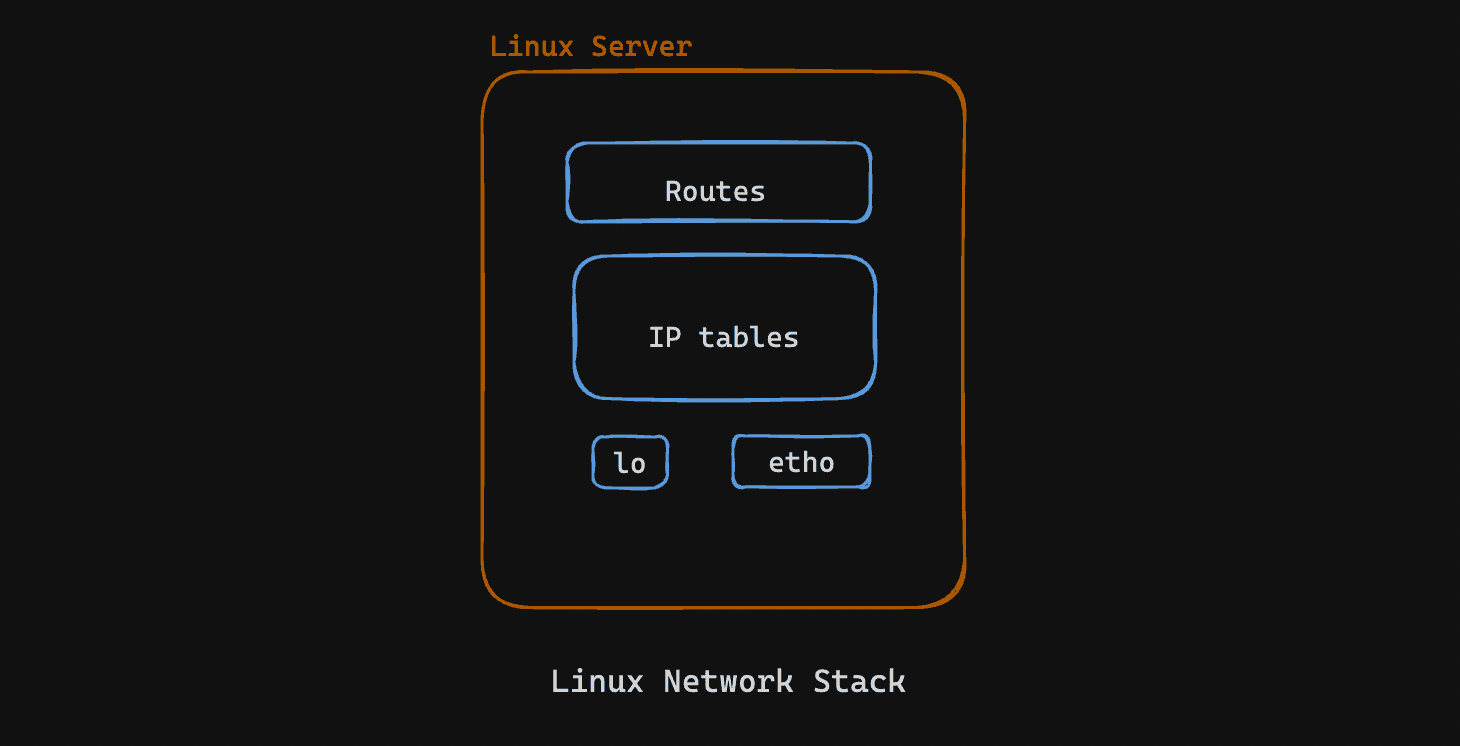 Linux Server
Routes
IP tables
lo
etho
Linux Network Stack